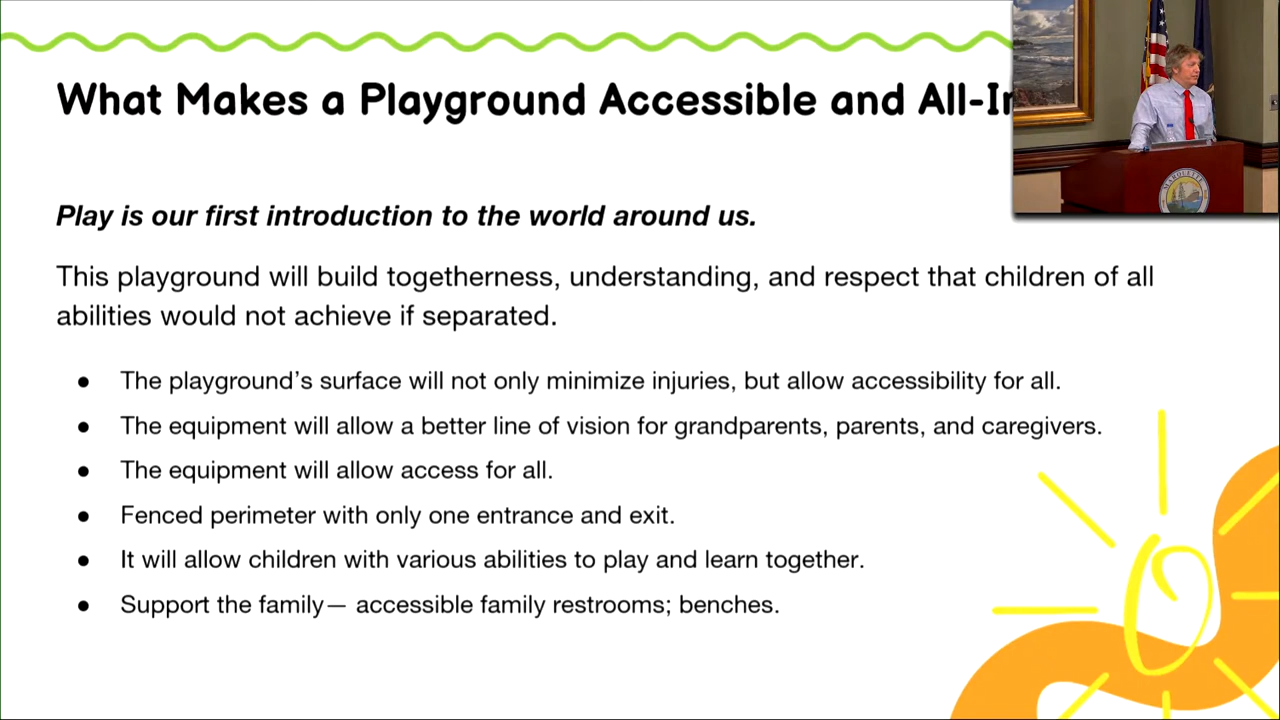 What Makes a Playground Accessible and All-In
Play is our first introduction to the world around us.
This playground will build togetherness, understanding, and respect that children of all
abilities would not achieve if separated.
● The playground’s surface will not only minimize injuries, but allow accessibility for all.
● The equipment will allow a better line of vision for grandparents, parents, and caregivers.
● The equipment will allow access for all.
● Fenced perimeter with only one entrance and exit.
● It will allow children with various abilities to play and learn together.
● Support the family— accessible family restrooms; benches.
MARQUETTE